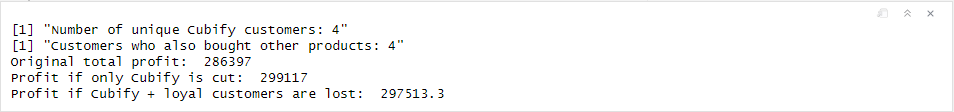 [1] "Number of unique Cubify customers: 4"
[1] "Customers who also bought other products: 4"
Original total profit:  286397
Profit if only Cubify is cut:  299117
Profit if Cubify + loyal customers are lost:  297513.3